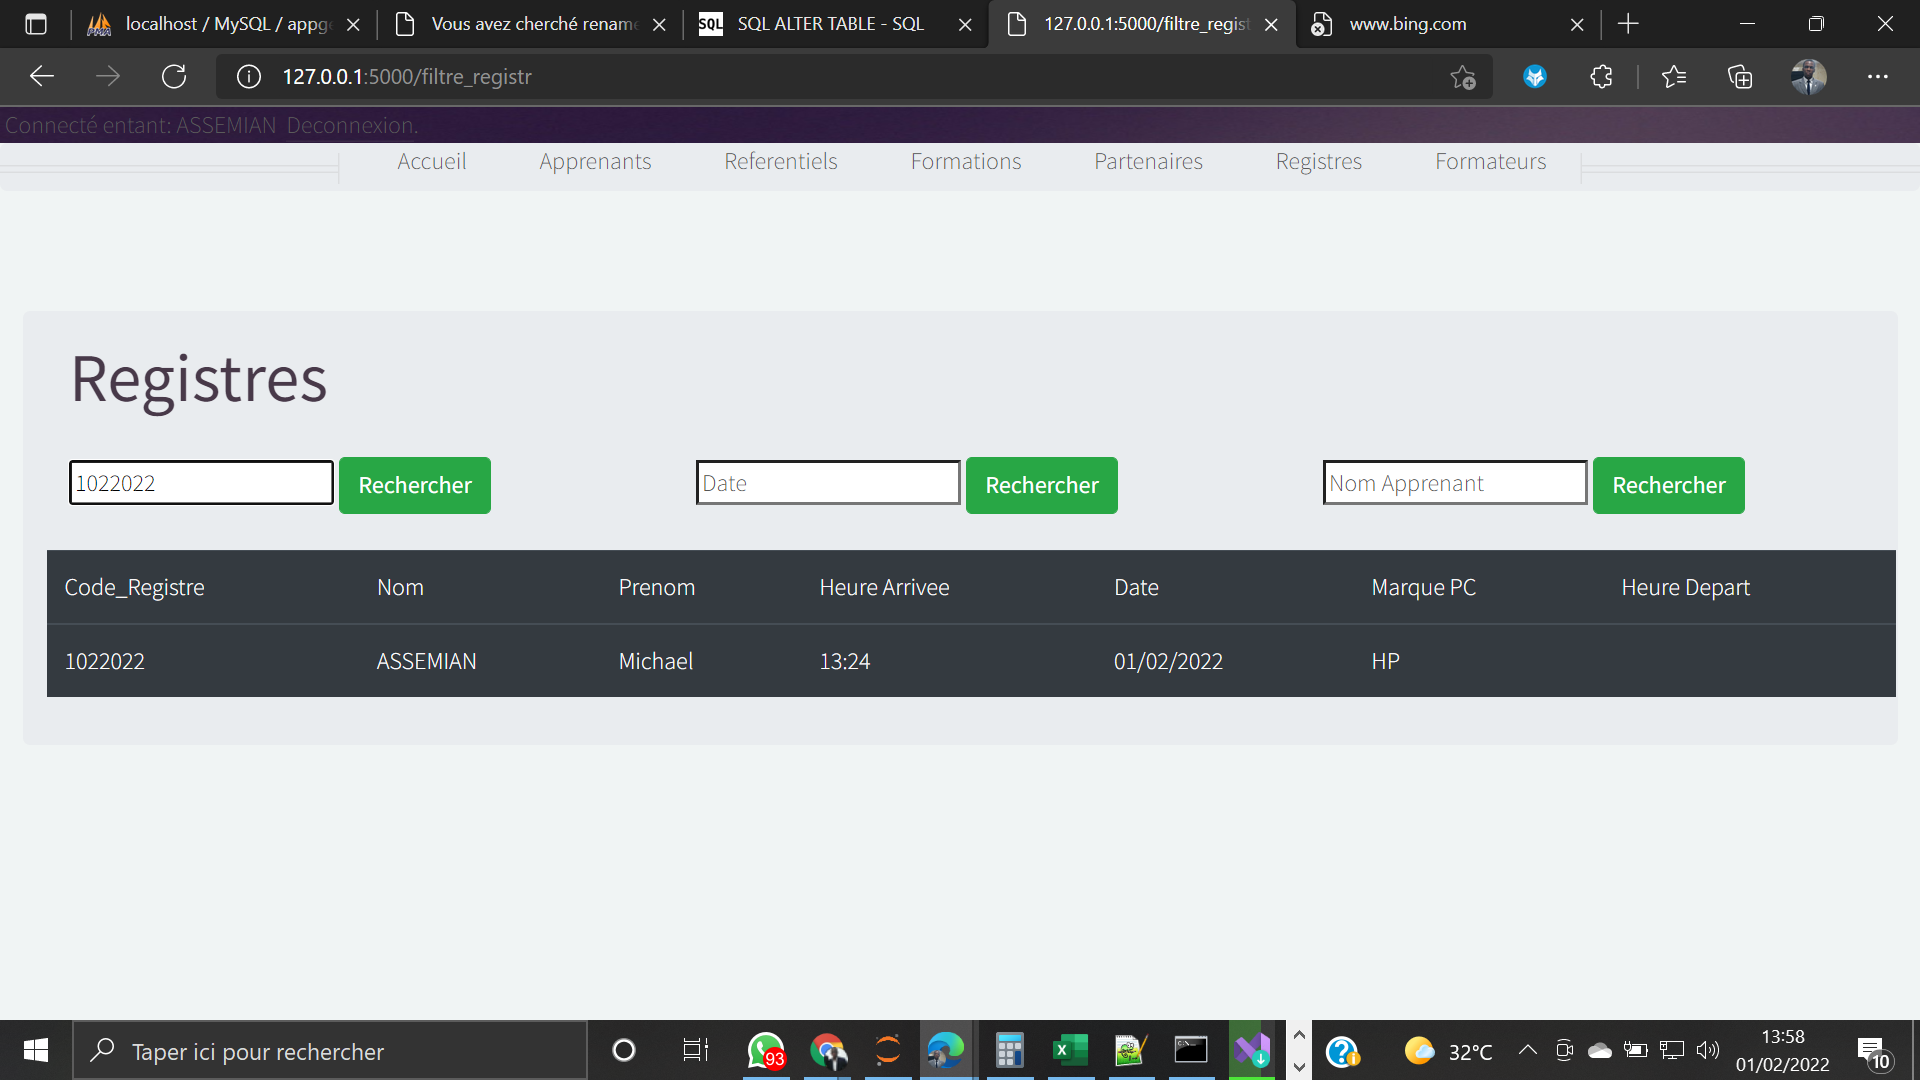 localhost / MySQL / appge
Vous avez cherché rename
SQL
SQL ALTER TABLE - SQL
127.0.0.1:5000/filtre_regist
www.bing.com
127.0.0.1:5000/filtre_registr
Connecté entant: ASSEMIAN Deconnexion.
Accueil Apprenants Referentiels Formations Partenaires Registres Formateurs
Registres
1022022 Rechercher Date Rechercher Nom Apprenant Rechercher
Code_Registre Nom Prenom Heure Arrivee Date Marque PC Heure Depart
1022022 ASSEMIAN Michael 13:24 01/02/2022 HP
Taper ici pour rechercher
93
32°C
13:58
01/02/2022
10